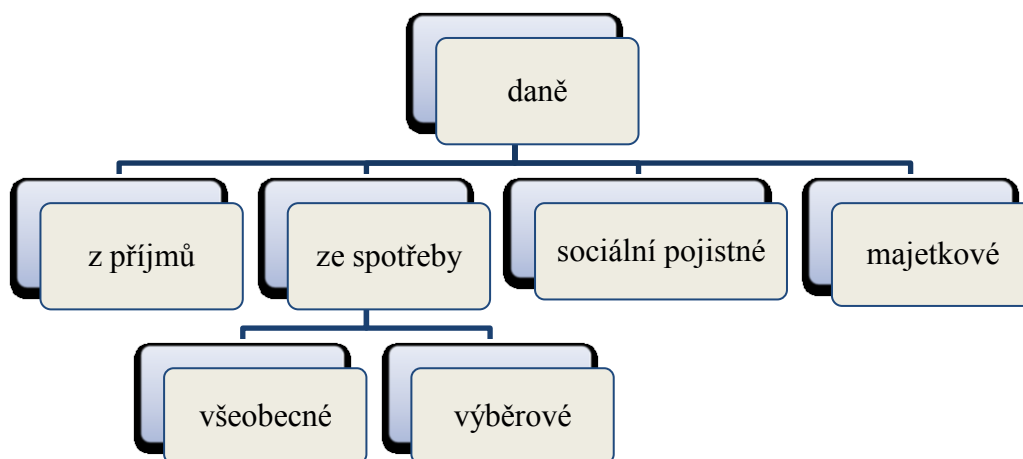 daně
z příjmů
ze spotřeby
sociální pojistné
majetkové
všeobecné
výběrové